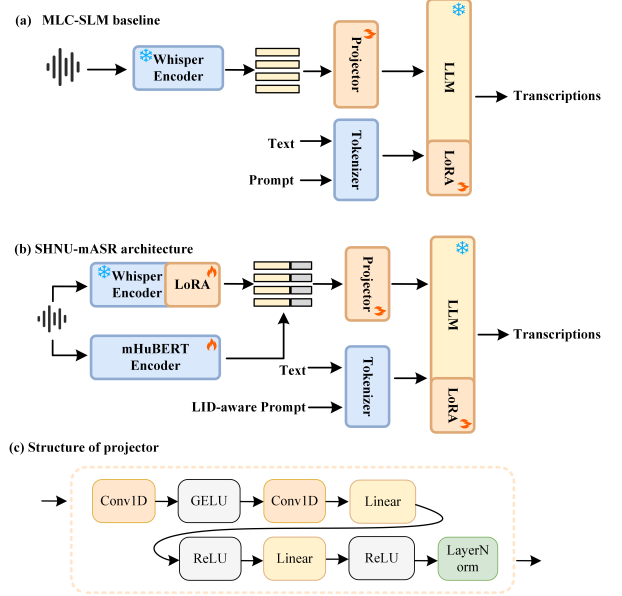 (a) MLC-SLM baseline
Whisper
Encoder
Projector
LLM
Transcriptions
Text
Prompt
Tokenizer
LoRA
(b) SHNU-mASR architecture
Whisper
Encoder
LoRA
mHuBERT
Encoder
Projector
LLM
Transcriptions
Text
LID-aware Prompt
Tokenizer
LoRA
(c) Structure of projector
Conv1D
GELU
Conv1D
Linear
ReLU
Linear
ReLU
LayerN
orm